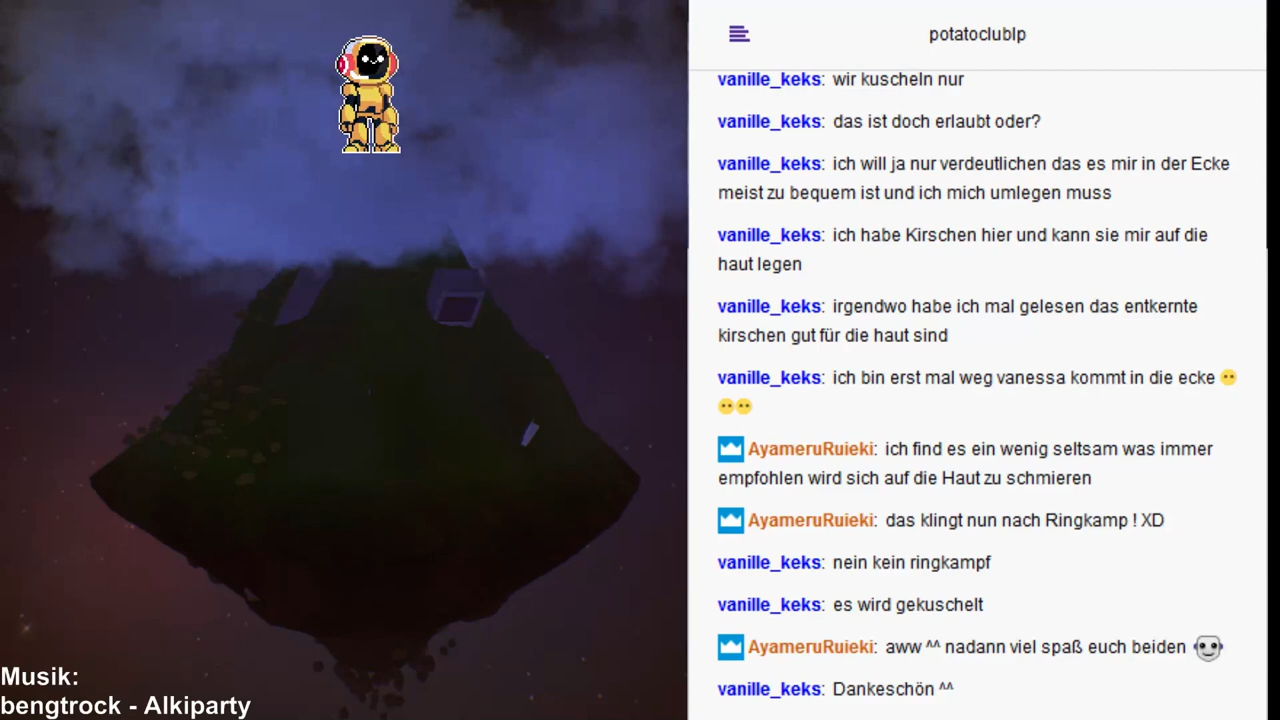 potatoclublp
vanille_keks: wir kuscheln nur
vanille_keks: das ist doch erlaubt oder?
vanille_keks: ich will ja nur verdeutlichen das es mir in der Ecke
meist zu bequem ist und ich mich umlegen muss
vanille_keks: ich habe Kirschen hier und kann sie mir auf die
haut legen
vanille_keks: irgendwo habe ich mal gelesen das entkernte
kirschen gut für die haut sind
vanille_keks: ich bin erst mal weg vanessa kommt in die ecke 😶
😶😶
AyameruRuieki: ich find es ein wenig seltsam was immer
empfohlen wird sich auf die Haut zu schmieren
AyameruRuieki: das klingt nun nach Ringkamp ! XD
vanille_keks: nein kein ringkampf
vanille_keks: es wird gekuschelt
AyameruRuieki: aww ^^ nadann viel spaß euch beiden
vanille_keks: Dankeschön ^^
Musik:
bengtrock - Alkiparty